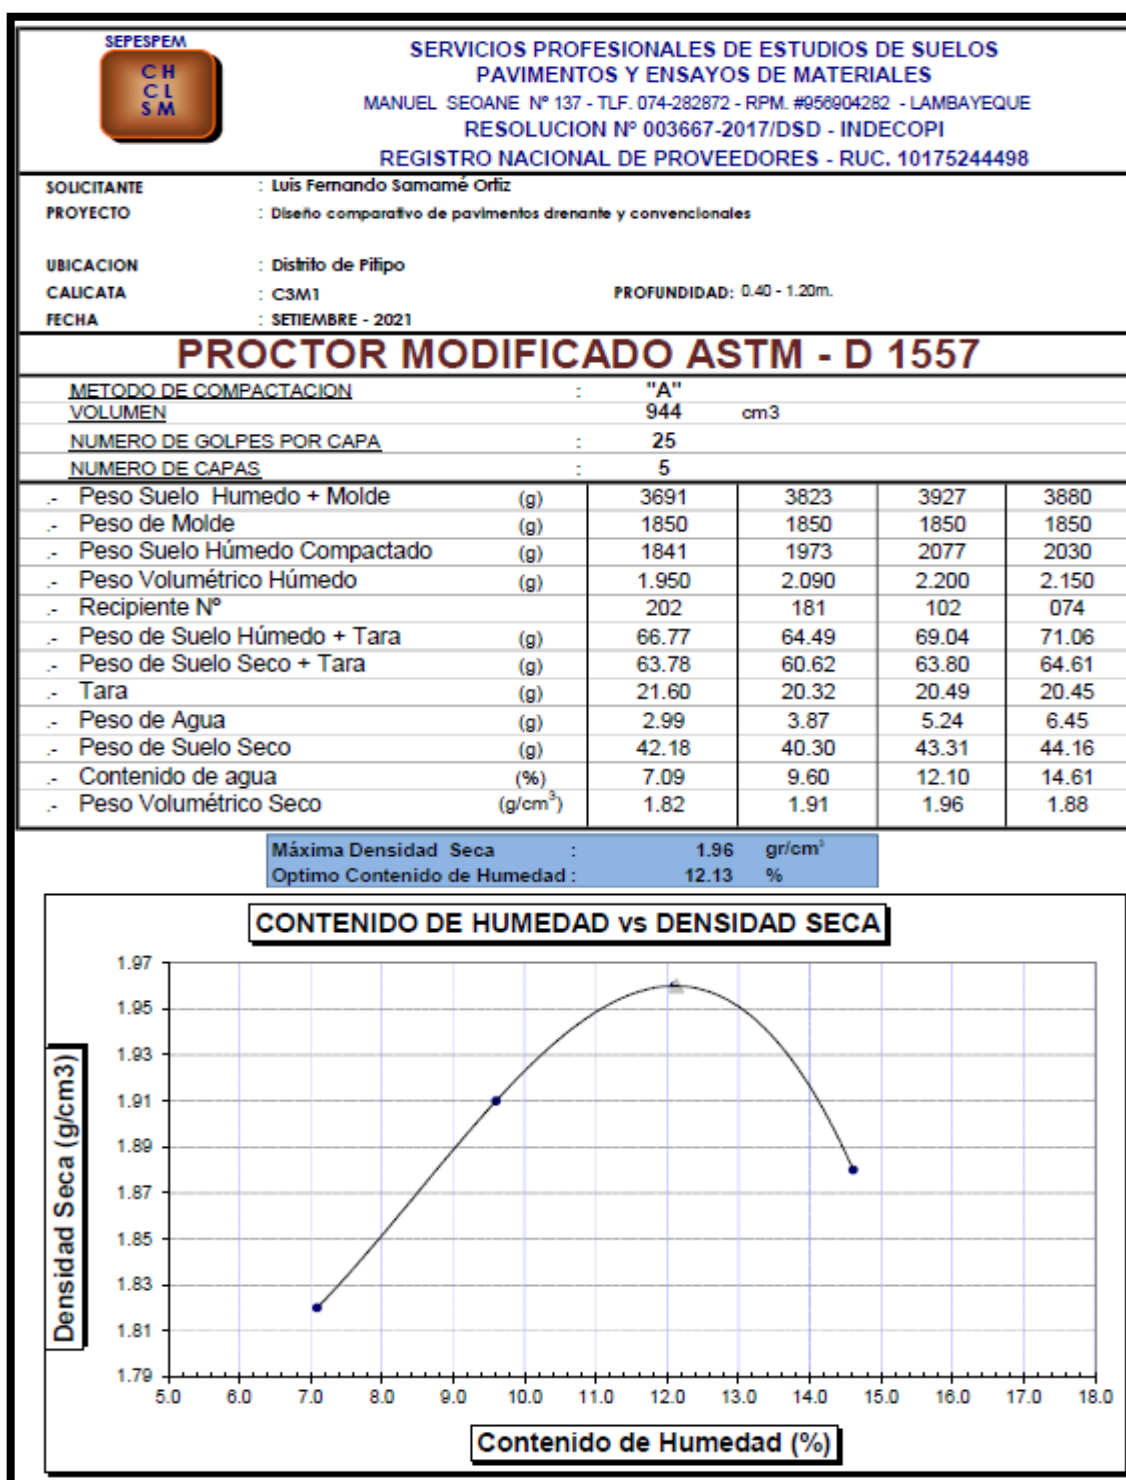 SEPESPEM
CH
CL
SM
SERVICIOS PROFESIONALES DE ESTUDIOS DE SUELOS
PAVIMENTOS Y ENSAYOS DE MATERIALES
MANUEL SEOANE Nº 137 - TLF. 074-282872 - RPM. #956904282 - LAMBAYEQUE
RESOLUCION Nº 003667-2017/DSD - INDECOPI
REGISTRO NACIONAL DE PROVEEDORES - RUC. 10175244498
SOLICITANTE : Luis Fernando Samamé Ortiz
PROYECTO : Diseño comparativo de pavimentos drenante y convencionales
UBICACION : Distrito de Pitipo
CALICATA : C3M1 PROFUNDIDAD: 0.40 - 1.20m.
FECHA : SETIEMBRE - 2021
PROCTOR MODIFICADO ASTM - D 1557
METODO DE COMPACTACION : "A"
VOLUMEN 944 cm3
NUMERO DE GOLPES POR CAPA : 25
NUMERO DE CAPAS : 5
.- Peso Suelo Humedo + Molde (g) 3691 3823 3927 3880
.- Peso de Molde (g) 1850 1850 1850 1850
.- Peso Suelo Húmedo Compactado (g) 1841 1973 2077 2030
.- Peso Volumétrico Húmedo (g) 1.950 2.090 2.200 2.150
.- Recipiente Nº 202 181 102 074
.- Peso de Suelo Húmedo + Tara (g) 66.77 64.49 69.04 71.06
.- Peso de Suelo Seco + Tara (g) 63.78 60.62 63.80 64.61
.- Tara (g) 21.60 20.32 20.49 20.45
.- Peso de Agua (g) 2.99 3.87 5.24 6.45
.- Peso de Suelo Seco (g) 42.18 40.30 43.31 44.16
.- Contenido de agua (%) 7.09 9.60 12.10 14.61
.- Peso Volumétrico Seco (g/cm³) 1.82 1.91 1.96 1.88
Máxima Densidad Seca : 1.96 gr/cm³
Optimo Contenido de Humedad : 12.13 %
CONTENIDO DE HUMEDAD vs DENSIDAD SECA
1.97
1.95
1.93
1.91
1.89
1.87
1.85
1.83
1.81
1.79
Densidad Seca (g/cm3)
5.0 6.0 7.0 8.0 9.0 10.0 11.0 12.0 13.0 14.0 15.0 16.0 17.0 18.0
Contenido de Humedad (%)